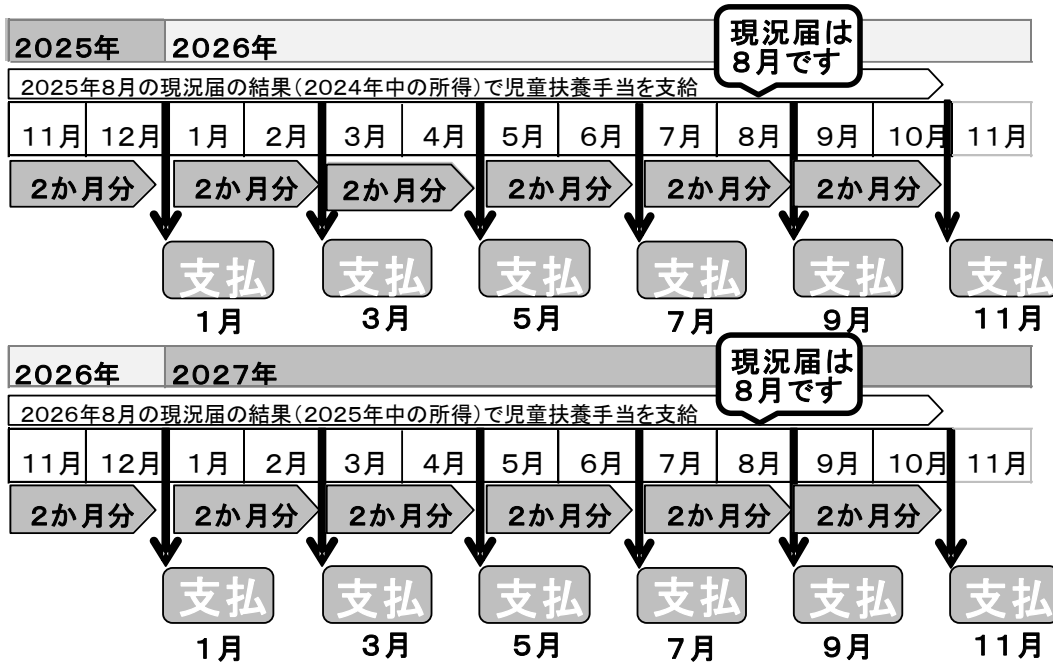 2025年 2026年
現況届は
8月です
2025年8月の現況届の結果(2024年中の所得)で児童扶養手当を支給
11月 12月 1月 2月 3月 4月 5月 6月 7月 8月 9月 10月 11月
2か月分 2か月分 2か月分 2か月分 2か月分 2か月分
支払 支払 支払 支払 支払 支払
1月 3月 5月 7月 9月 11月
2026年 2027年
現況届は
8月です
2026年8月の現況届の結果(2025年中の所得)で児童扶養手当を支給
11月 12月 1月 2月 3月 4月 5月 6月 7月 8月 9月 10月 11月
2か月分 2か月分 2か月分 2か月分 2か月分 2か月分
支払 支払 支払 支払 支払 支払
1月 3月 5月 7月 9月 11月